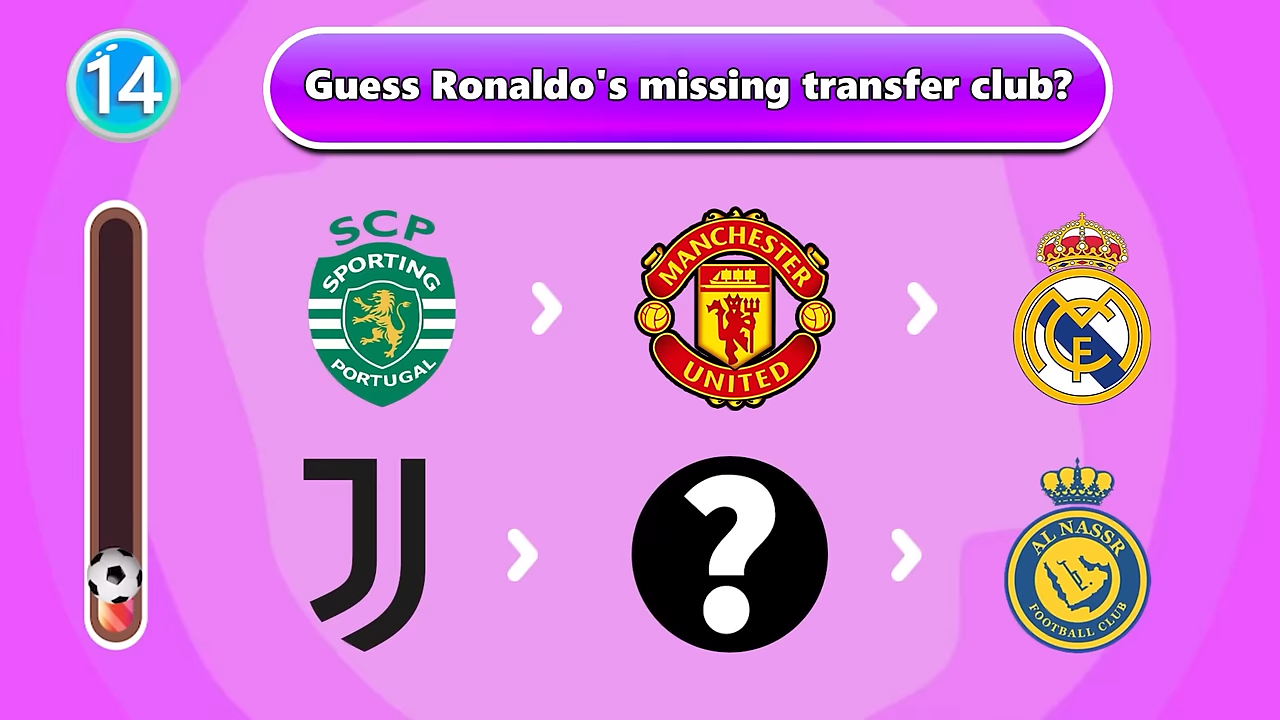 14
Guess Ronaldo's missing transfer club?
SCP
SPORTING
PORTUGAL
MANCHESTER
UNITED
?
AL NASSR
FOOTBALL CLUB